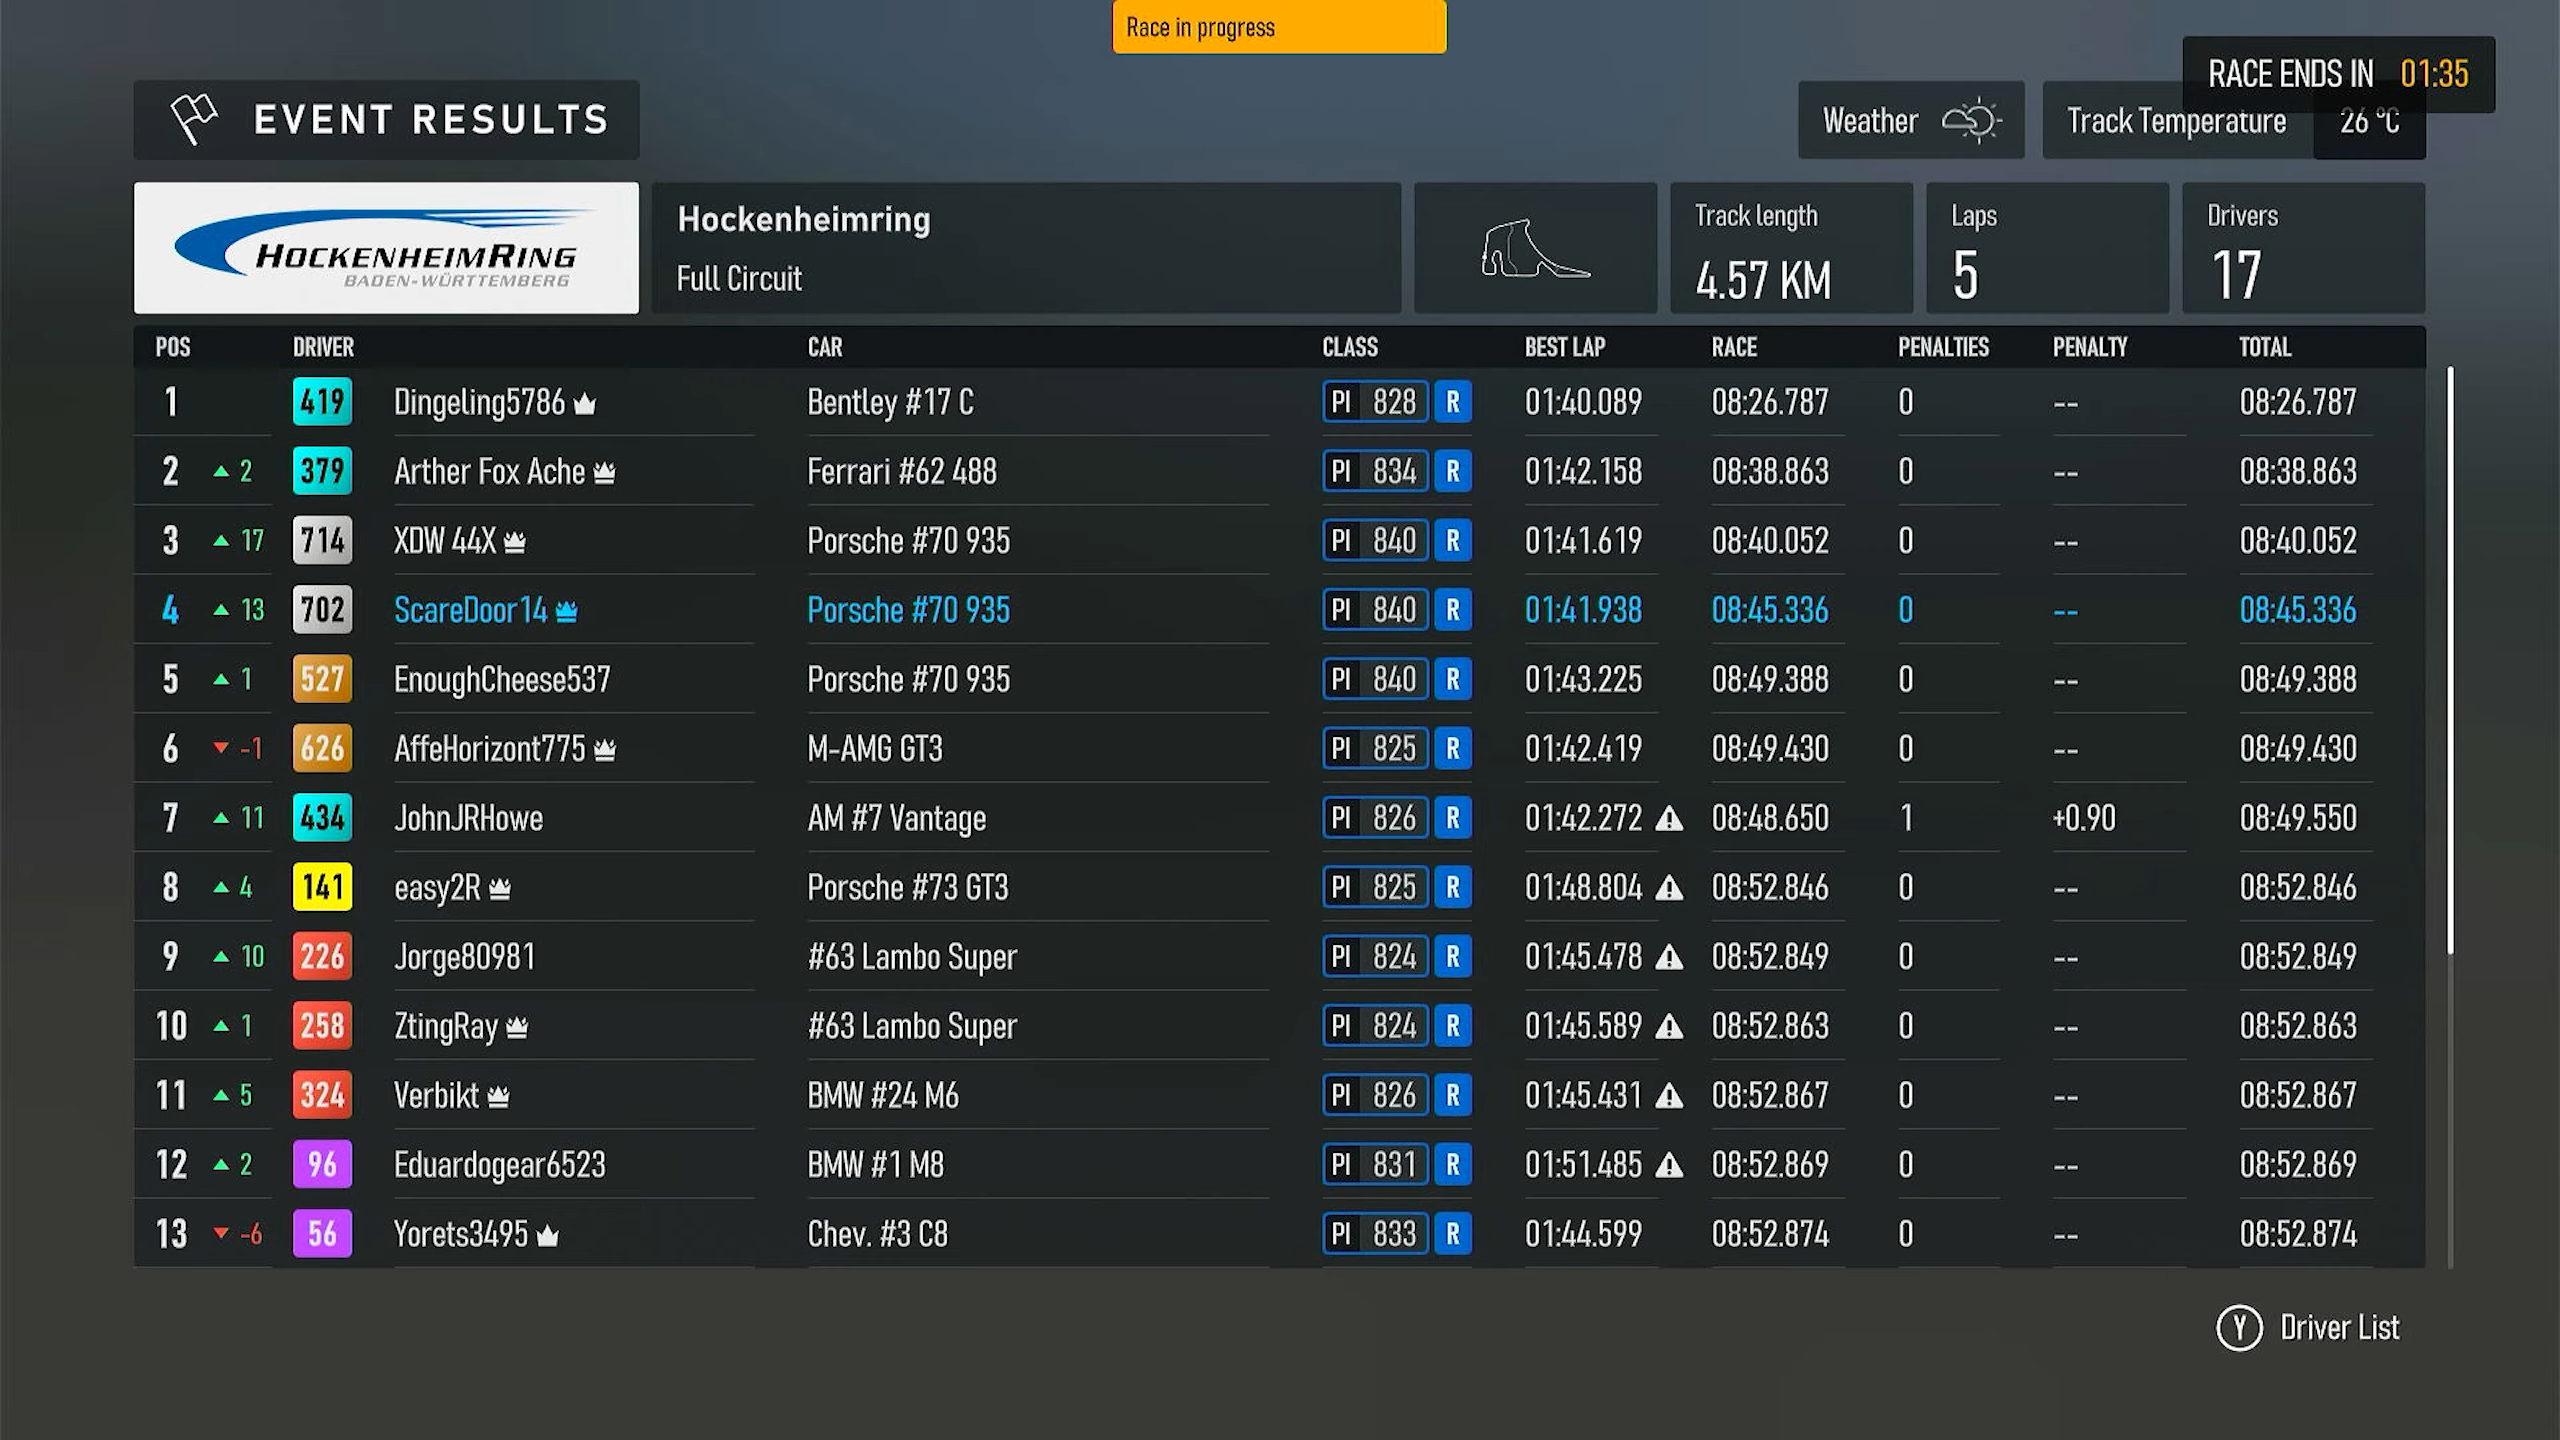 Race in progress
RACE ENDS IN 01:35
EVENT RESULTS
Weather
Track Temperature 26 °C
HOCKENHEIMRING
BADEN-WÜRTTEMBERG
Hockenheimring
Full Circuit
Track length
4.57 KM
Laps
5
Drivers
17
POS DRIVER CAR CLASS BEST LAP RACE PENALTIES PENALTY TOTAL
1 419 Dingeling5786 Bentley #17 C PI 828 R 01:40.089 08:26.787 0 -- 08:26.787
2 2 379 Arther Fox Ache Ferrari #62 488 PI 834 R 01:42.158 08:38.863 0 -- 08:38.863
3 17 714 XDW 44X Porsche #70 935 PI 840 R 01:41.619 08:40.052 0 -- 08:40.052
4 13 702 ScareDoor14 Porsche #70 935 PI 840 R 01:41.938 08:45.336 0 -- 08:45.336
5 1 527 EnoughCheese537 Porsche #70 935 PI 840 R 01:43.225 08:49.388 0 -- 08:49.388
6 -1 626 AffeHorizont775 M-AMG GT3 PI 825 R 01:42.419 08:49.430 0 -- 08:49.430
7 11 434 JohnJRHowe AM #7 Vantage PI 826 R 01:42.272 08:48.650 1 +0.90 08:49.550
8 4 141 easy2R Porsche #73 GT3 PI 825 R 01:48.804 08:52.846 0 -- 08:52.846
9 10 226 Jorge80981 #63 Lambo Super PI 824 R 01:45.478 08:52.849 0 -- 08:52.849
10 1 258 ZtingRay #63 Lambo Super PI 824 R 01:45.589 08:52.863 0 -- 08:52.863
11 5 324 Verbikt BMW #24 M6 PI 826 R 01:45.431 08:52.867 0 -- 08:52.867
12 2 96 Eduardogear6523 BMW #1 M8 PI 831 R 01:51.485 08:52.869 0 -- 08:52.869
13 -6 56 Yorets3495 Chev. #3 C8 PI 833 R 01:44.599 08:52.874 0 -- 08:52.874
Y Driver List